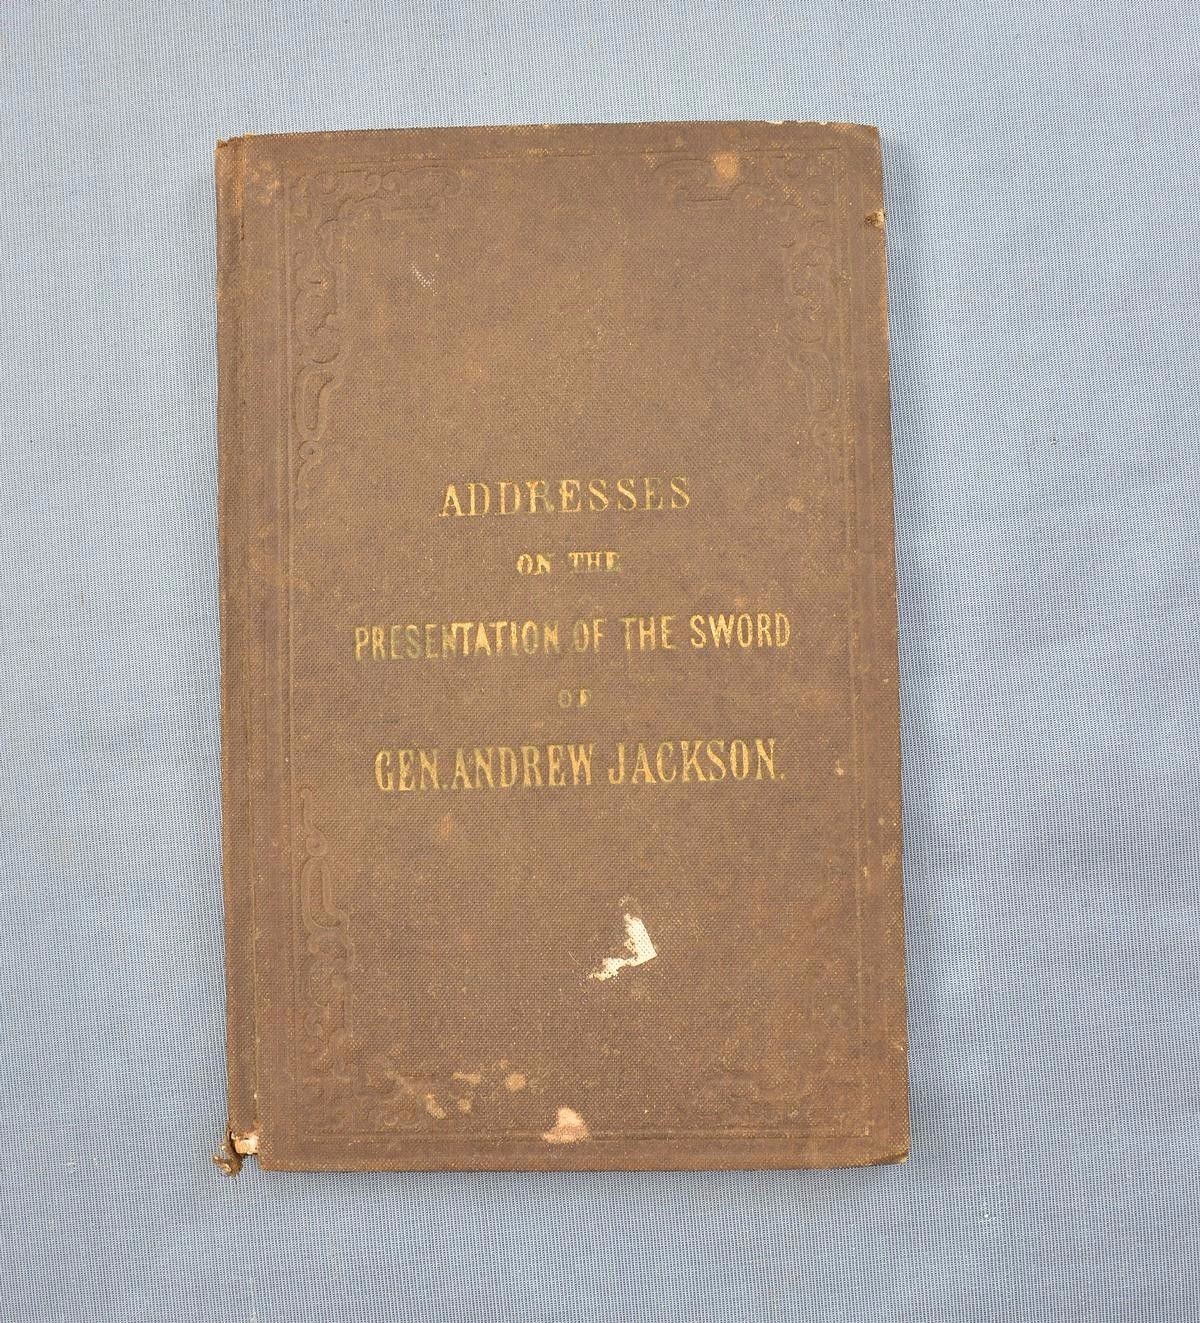 ADDRESSES
ON THE
PRESENTATION OF THE SWORD
OF
GEN. ANDREW JACKSON.